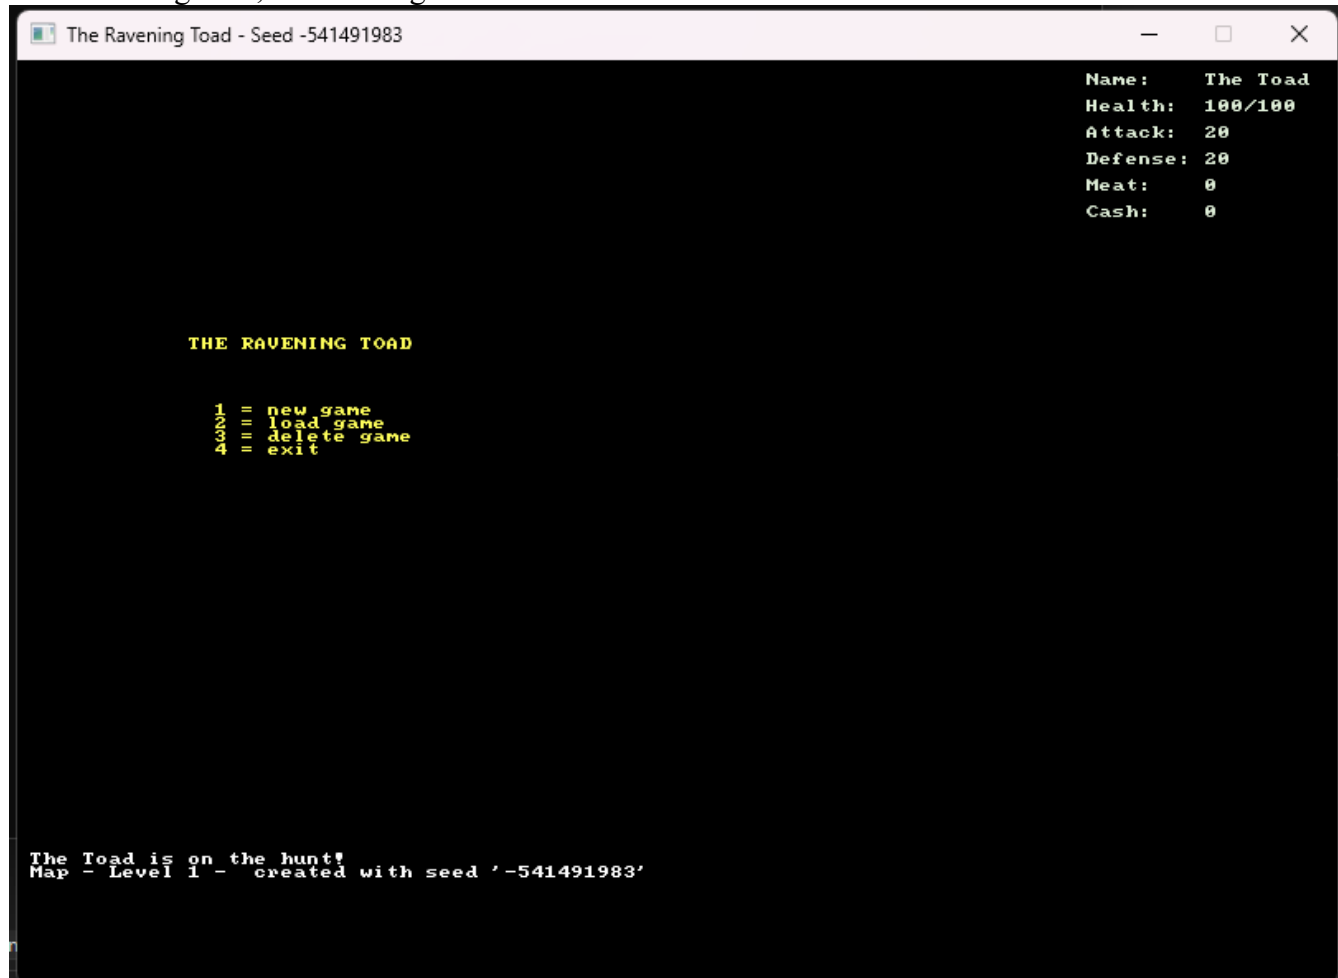 The Ravening Toad - Seed -541491983
Name: The Toad
Health: 100/100
Attack: 20
Defense: 20
Meat: 0
Cash: 0
THE RAVENING TOAD
1 = new game
2 = load game
3 = delete game
4 = exit
The Toad is on the hunt!
Map - Level 1 -  created with seed '-541491983'